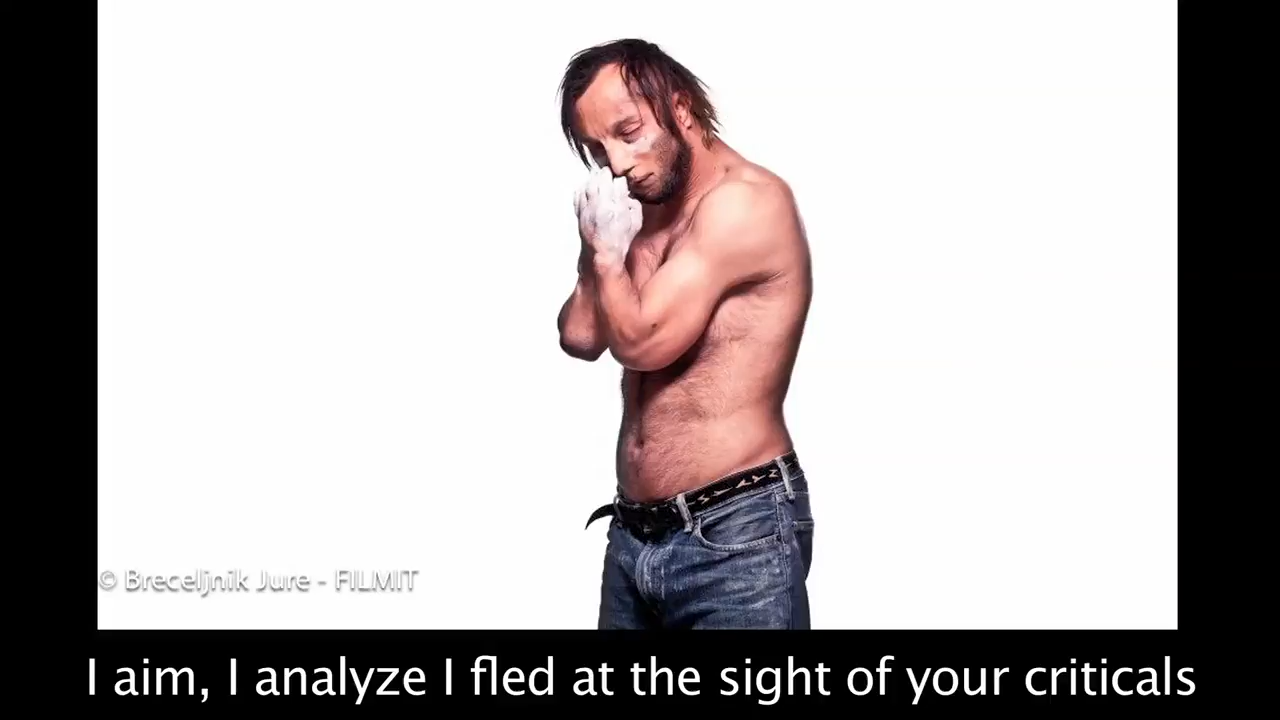 © Breceljnik Jure - FILMIT
I aim, I analyze I fled at the sight of your criticals